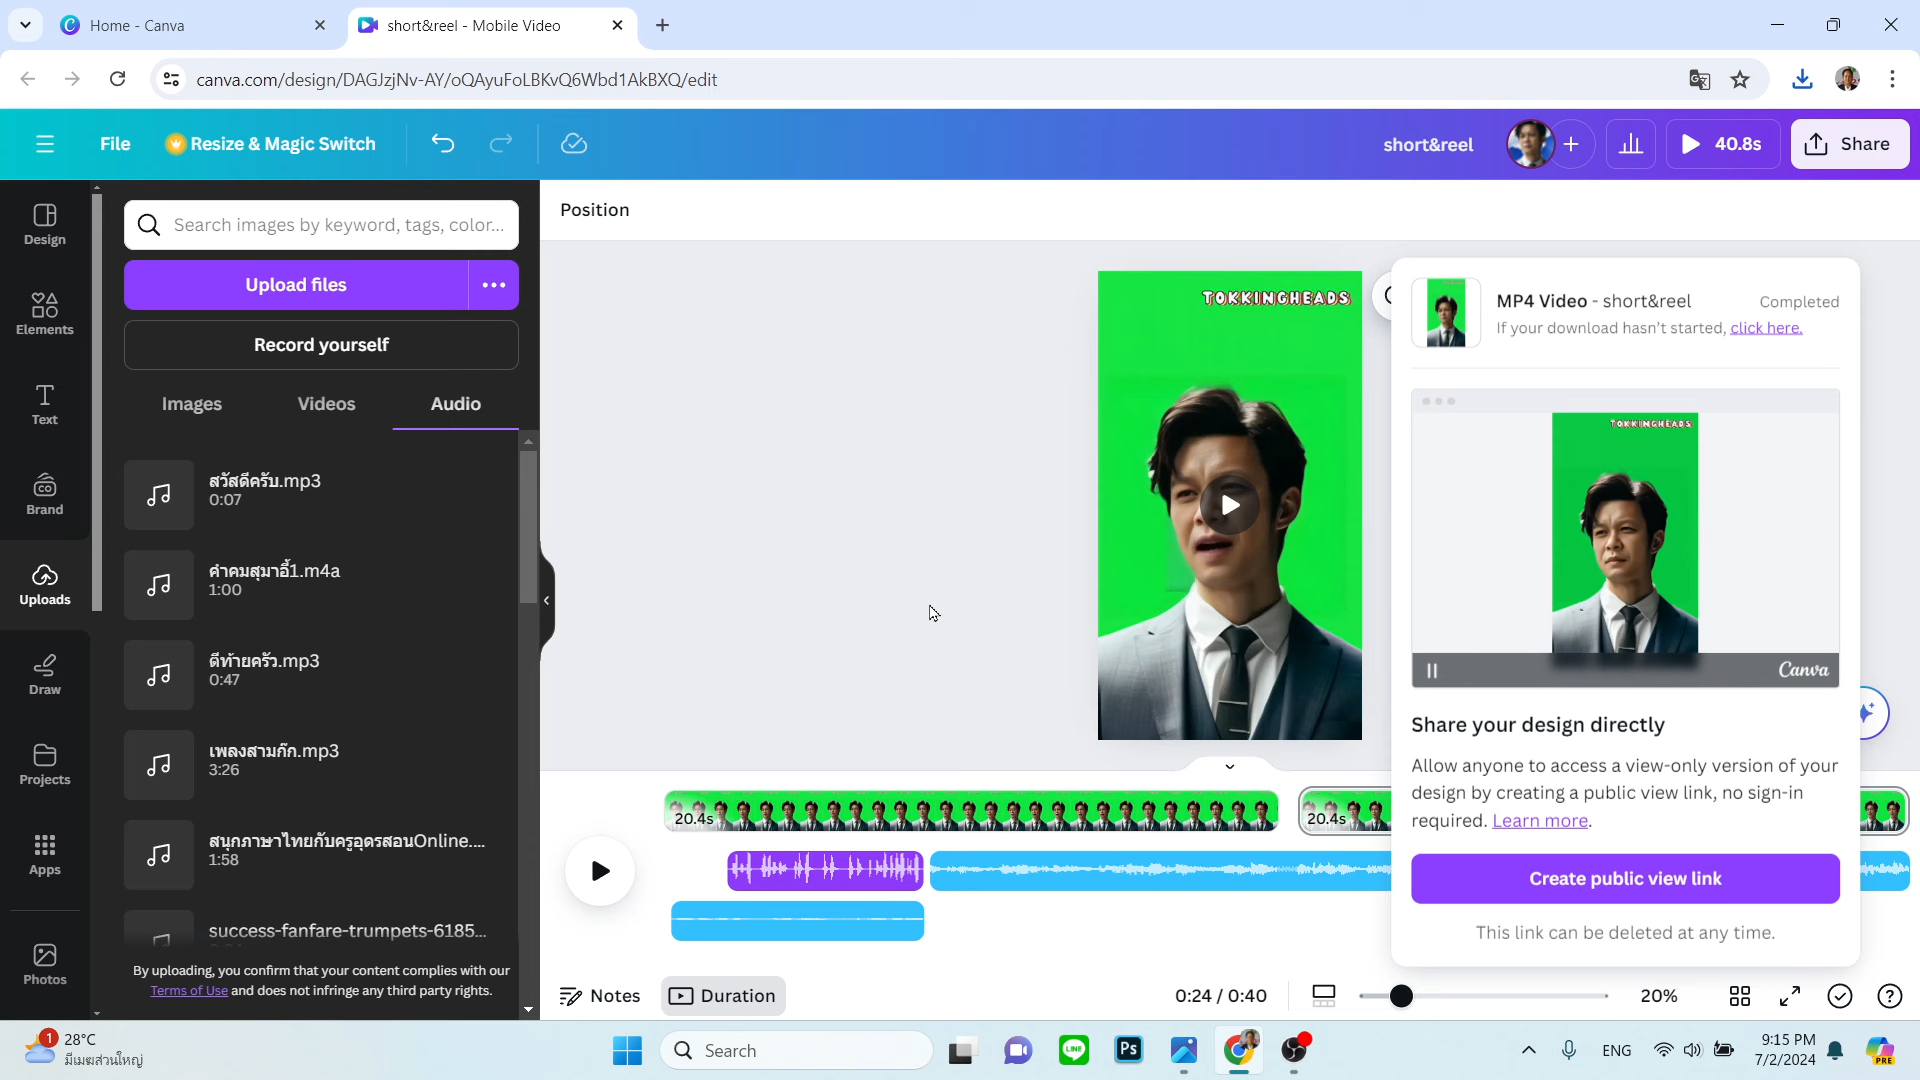 Home - Canva
short&reel - Mobile Video
canva.com/design/DAGJzjNv-AY/oQAyuFoLBKvQ6Wbd1AkBXQ/edit
File
Resize & Magic Switch
short&reel
40.8s
Share
Design
Elements
Text
Brand
Uploads
Draw
Projects
Apps
Photos
Search images by keyword, tags, color...
Upload files
Record yourself
Images
Videos
Audio
สวัสดีครับ.mp3
0:07
คำคมสุมาอี้1.m4a
1:00
ตีท้ายครัว.mp3
0:47
เพลงสามก๊ก.mp3
3:26
สนุกภาษาไทยกับครูอุดรสอนOnline....
1:58
success-fanfare-trumpets-6185...
By uploading, you confirm that your content complies with our
Terms of Use and does not infringe any third party rights.
Position
TOKKINGHEADS
MP4 Video - short&reel
Completed
If your download hasn't started, click here.
TOKKINGHEADS
Canva
Share your design directly
Allow anyone to access a view-only version of your
design by creating a public view link, no sign-in
required. Learn more.
Create public view link
This link can be deleted at any time.
20.4s
20.4s
Notes
Duration
0:24 / 0:40
20%
1
28°C
มีเมฆส่วนใหญ่
Search
LINE
Ps
ENG
9:15 PM
7/2/2024
PRE